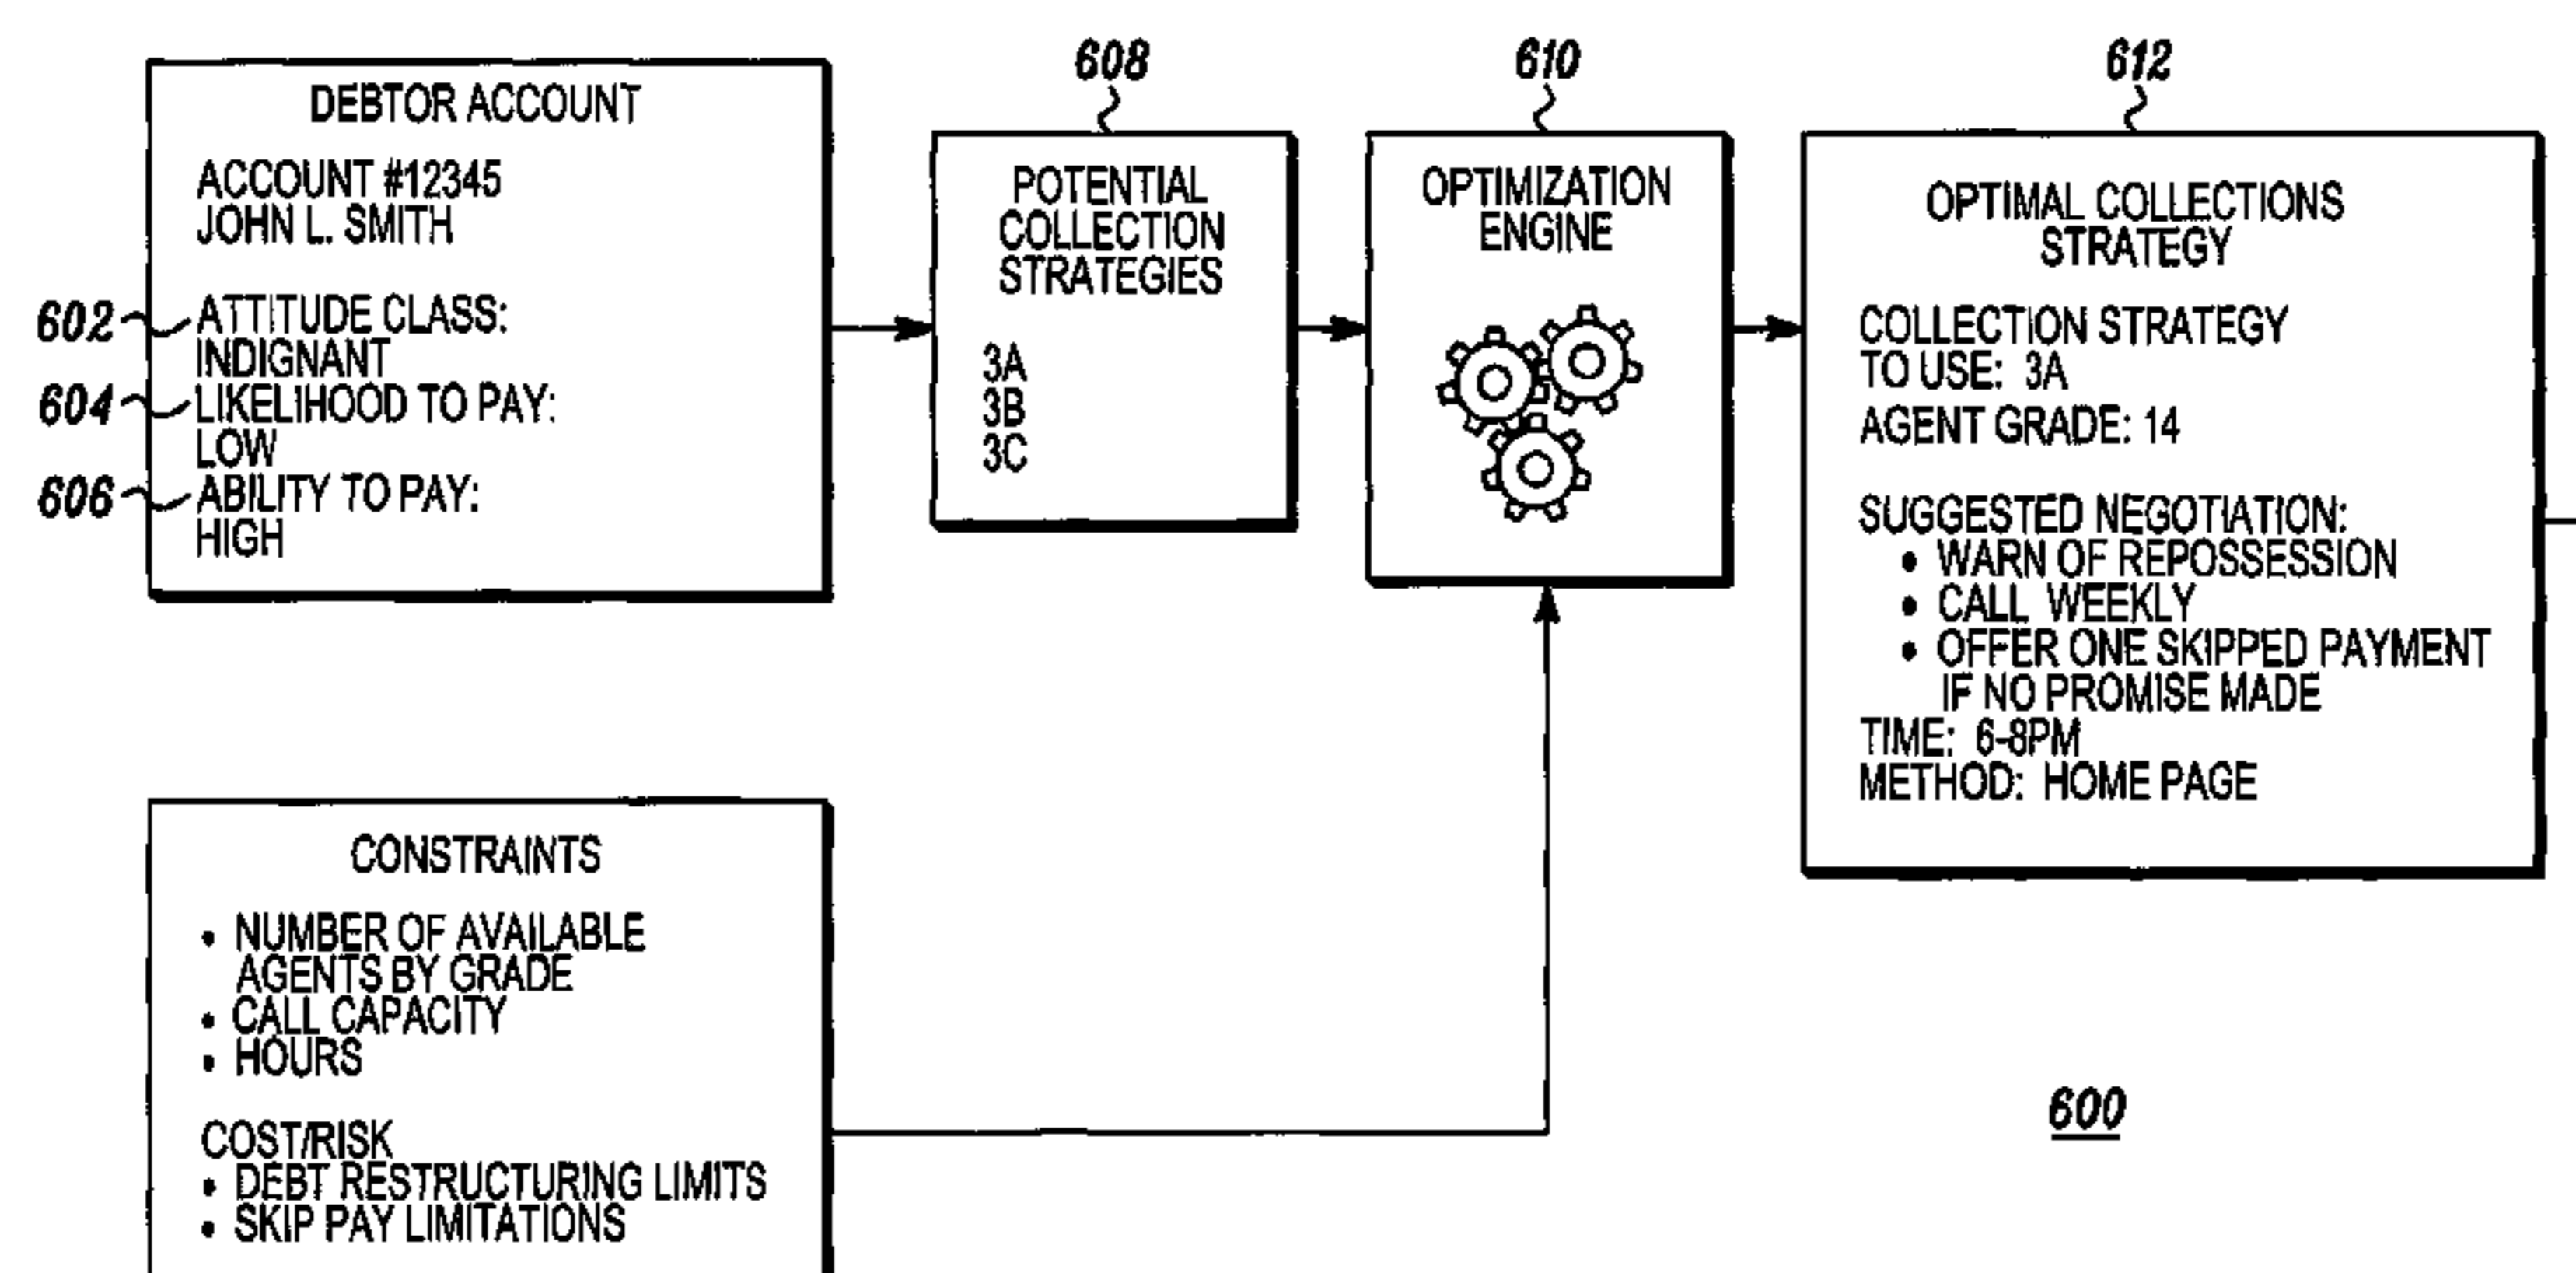 DEBTOR ACCOUNT
ACCOUNT #12345
JOHN L. SMITH
602
ATTITUDE CLASS:
INDIGNANT
604
LIKELIHOOD TO PAY:
LOW
606
ABILITY TO PAY:
HIGH
608
POTENTIAL
COLLECTION
STRATEGIES
3A
3B
3C
610
OPTIMIZATION
ENGINE
612
OPTIMAL COLLECTIONS
STRATEGY
COLLECTION STRATEGY
TO USE: 3A
AGENT GRADE: 14
SUGGESTED NEGOTIATION:
• WARN OF REPOSSESSION
• CALL WEEKLY
• OFFER ONE SKIPPED PAYMENT
IF NO PROMISE MADE
TIME: 6-8PM
METHOD: HOME PAGE
CONSTRAINTS
• NUMBER OF AVAILABLE
AGENTS BY GRADE
• CALL CAPACITY
• HOURS
COST/RISK
• DEBT RESTRUCTURING LIMITS
• SKIP PAY LIMITATIONS
600